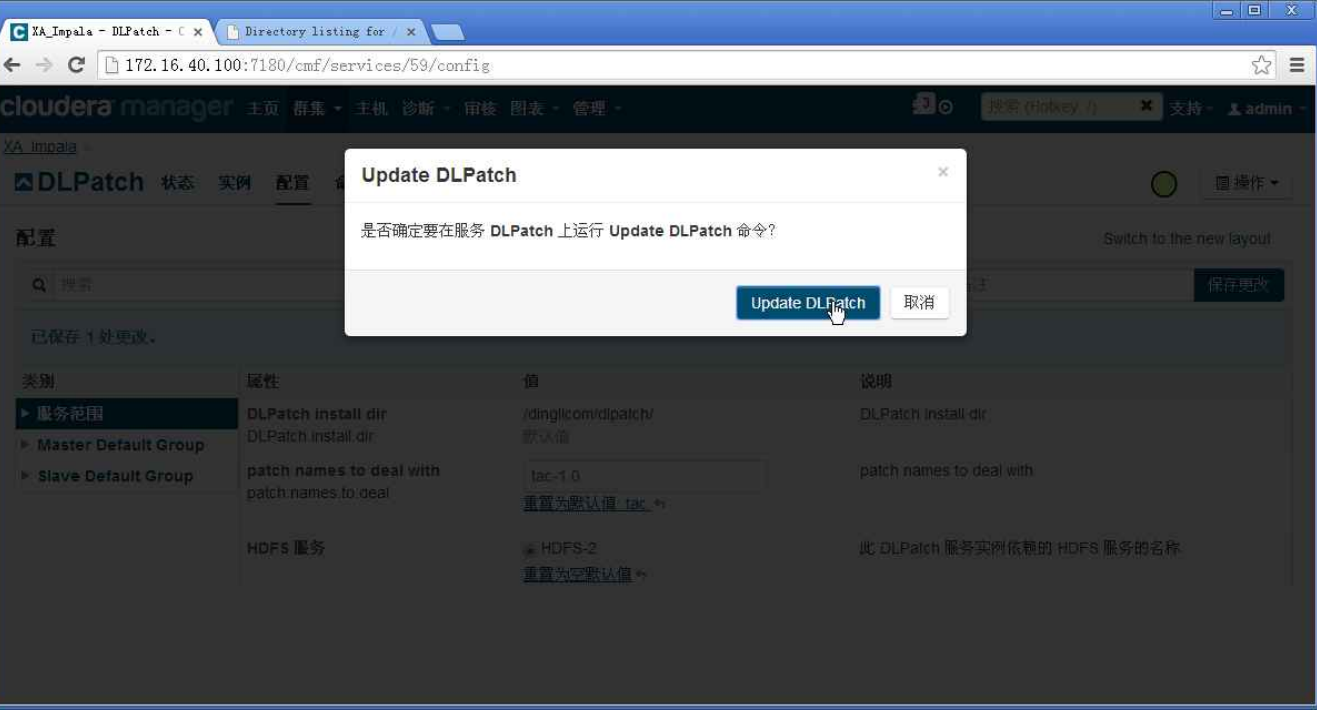 XA_Impala - DLPatch - C
Directory listing for /
172.16.40.100:7180/cmf/services/59/config
cloudera manager 主页 群集 主机 诊断 审核 图表 管理 搜索 (Hotkey: /) 支持 admin
XA_Impala
DLPatch 状态 实例 配置 操作
Update DLPatch
是否确定要在服务 DLPatch 上运行 Update DLPatch 命令？
Update DLPatch 取消
配置 Switch to the new layout
搜索 保存更改
已保存 1 处更改。
类别 属性 值 说明
服务范围 DLPatch install dir /dinglicom/dlpatch/ DLPatch install dir
DLPatch install dir 默认值
Master Default Group
Slave Default Group
patch names to deal with tac-1.0 patch names to deal with
patch names to deal 重置为默认值: tac
HDFS 服务 HDFS-2 此 DLPatch 服务实例依赖的 HDFS 服务的名称
重置为空默认值